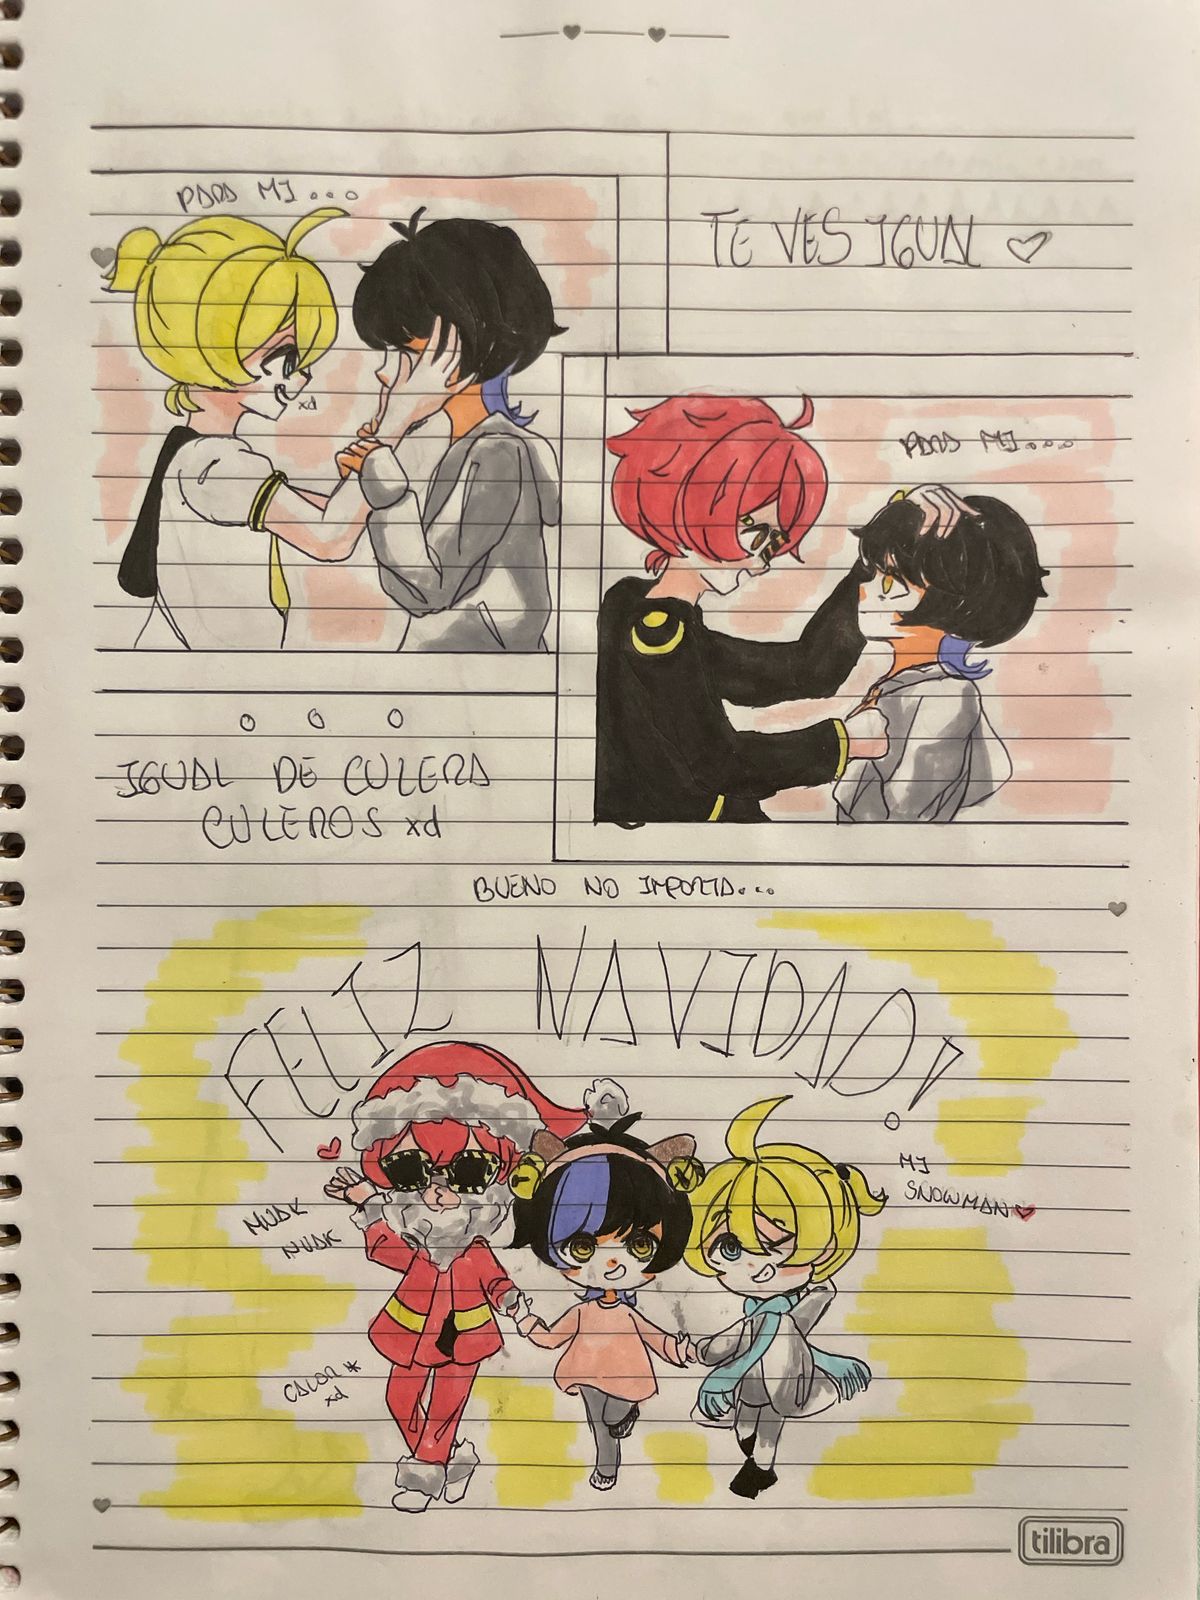 PARA MI...
TE VES IGUAL
xd
PARA MI....
IGUAL DE CULERA
CULEROS xd
BUENO NO IMPORTA...
FELIZ NAVIDAD!
MUAK
MUAK
MI
SNOWMAN
CALOR*
xd
tilibra